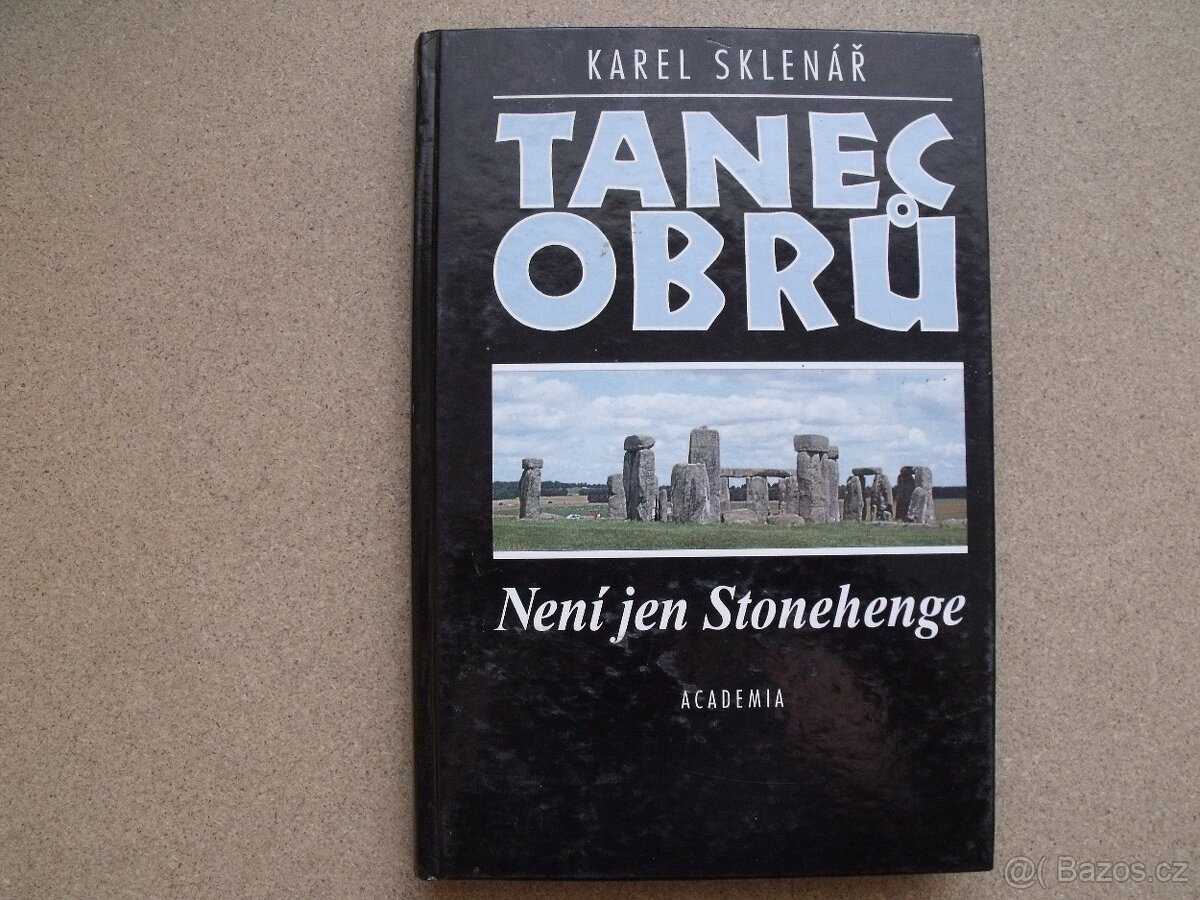 KAREL SKLENÁŘ
TANEC
OBRŮ
Není jen Stonehenge
ACADEMIA
@( Bazos.cz